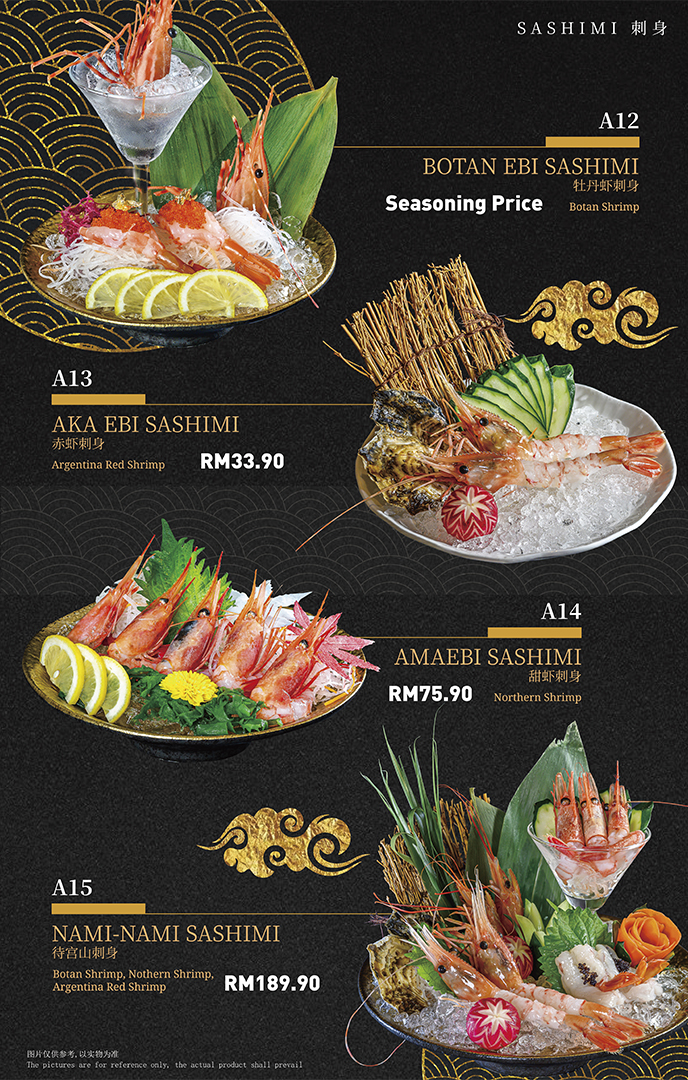 SASHIMI 刺身
A12
BOTAN EBI SASHIMI
牡丹虾刺身
Seasoning Price Botan Shrimp
A13
AKA EBI SASHIMI
赤虾刺身
Argentina Red Shrimp RM33.90
A14
AMAEBI SASHIMI
甜虾刺身
RM75.90 Northern Shrimp
A15
NAMI-NAMI SASHIMI
待宫山刺身
Botan Shrimp, Nothern Shrimp,
Argentina Red Shrimp RM189.90
图片仅供参考,以实物为准
The pictures are for reference only, the actual product shall prevail